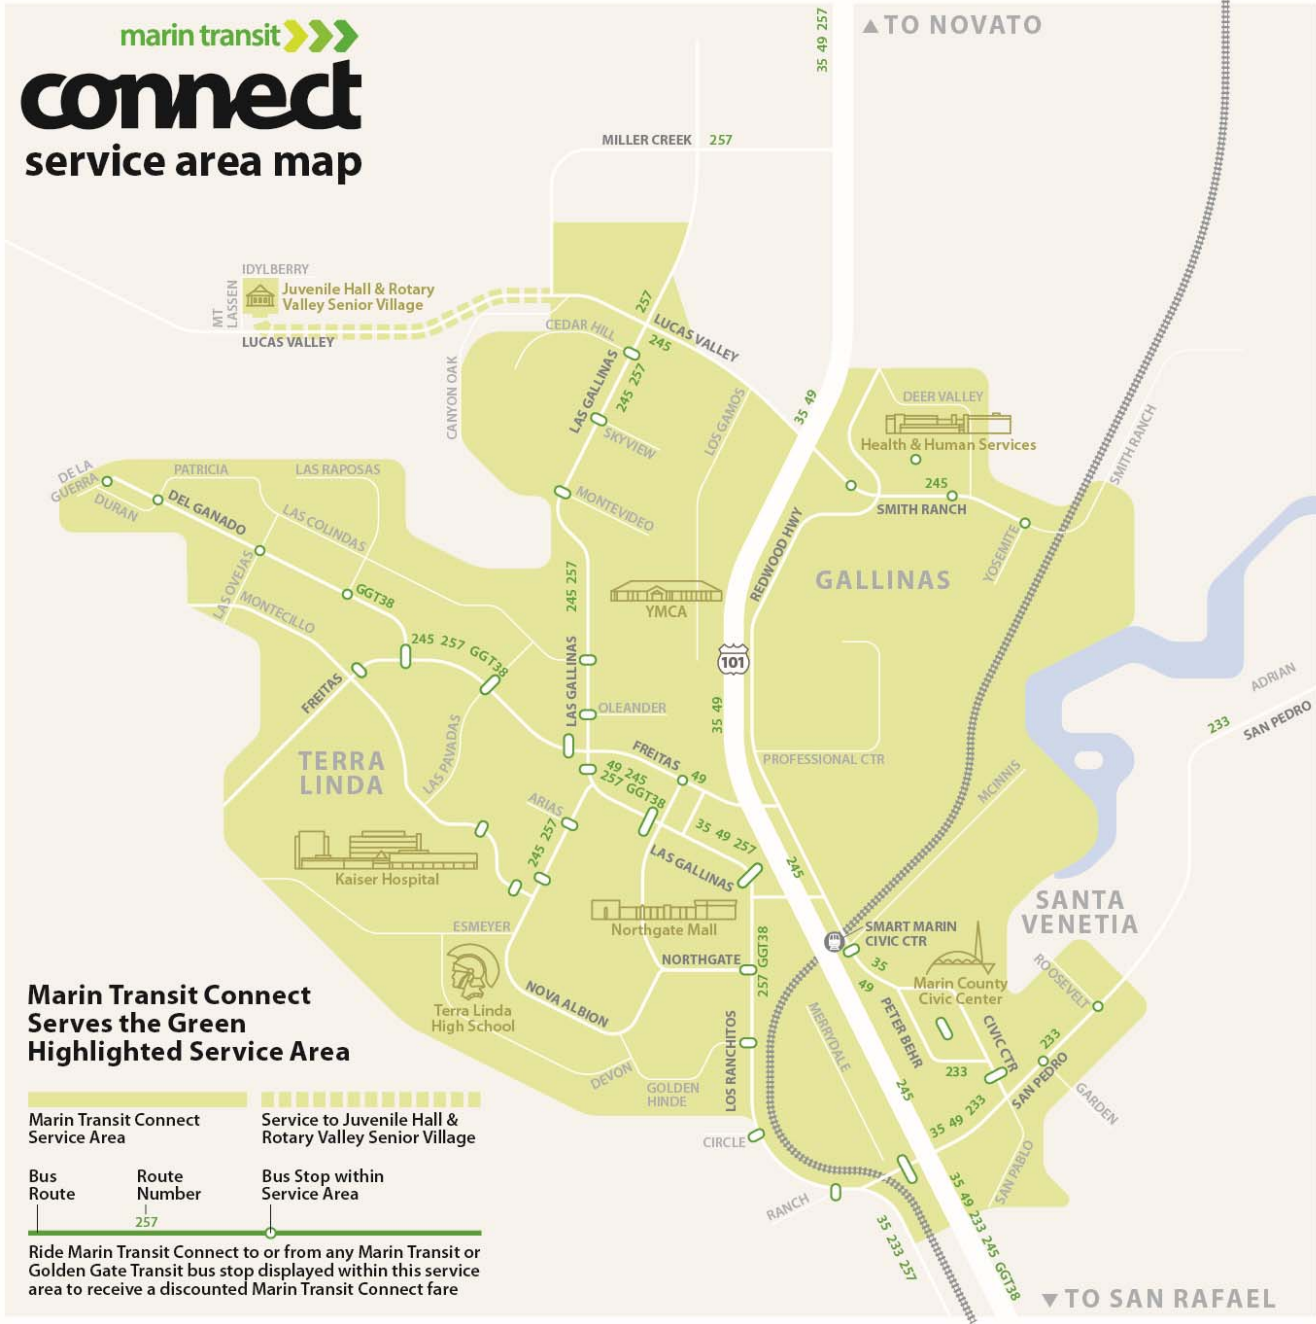 marin transit
connect
service area map
35 49 257
TO NOVATO
MILLER CREEK 257
IDYLBERRY
MT
LASSEN
Juvenile Hall & Rotary
Valley Senior Village
LUCAS VALLEY
257
CEDAR HILL
LUCAS VALLEY
245
CANYON OAK
LAS GALLINAS
245 257
SKYVIEW
LOS GAMOS
35 49
DEER VALLEY
Health & Human Services
SMITH RANCH
245
SMITH RANCH
YOSEMITE
DE LA
GUERRA
PATRICIA
LAS RAPOSAS
DURAN
DEL GANADO
LAS COLINDAS
MONTEVIDEO
REDWOOD HWY
GALLINAS
LAS OVEJAS
MONTECILLO
GGT38
245 257
YMCA
245 257 GGT38
LAS GALLINAS
101
FREITAS
OLEANDER
35 49
ADRIAN
SAN PEDRO
233
TERRA
LINDA
LAS PAVADAS
FREITAS
49
49 245
257 GGT38
PROFESSIONAL CTR
MCINNIS
ARIAS
245 257
35 49 257
LAS GALLINAS
245
Kaiser Hospital
SANTA
VENETIA
Northgate Mall
ESMEYER
SMART MARIN
CIVIC CTR
257 GGT38
NORTHGATE
35
49
Marin County
Civic Center
ROOSEVELT
Terra Linda
High School
NOVA ALBION
MERRYDALE
PETER BEHR
CIVIC CTR
233
233
SAN PEDRO
GARDEN
Marin Transit Connect
Serves the Green
Highlighted Service Area
DEVON
GOLDEN
HINDE
LOS RANCHITOS
245
35 49 233
CIRCLE
SAN PABLO
RANCH
35 233 257
35 49 233 245 GGT38
TO SAN RAFAEL
Marin Transit Connect
Service Area
Service to Juvenile Hall &
Rotary Valley Senior Village
Bus
Route
Route
Number
257
Bus Stop within
Service Area
Ride Marin Transit Connect to or from any Marin Transit or
Golden Gate Transit bus stop displayed within this service
area to receive a discounted Marin Transit Connect fare